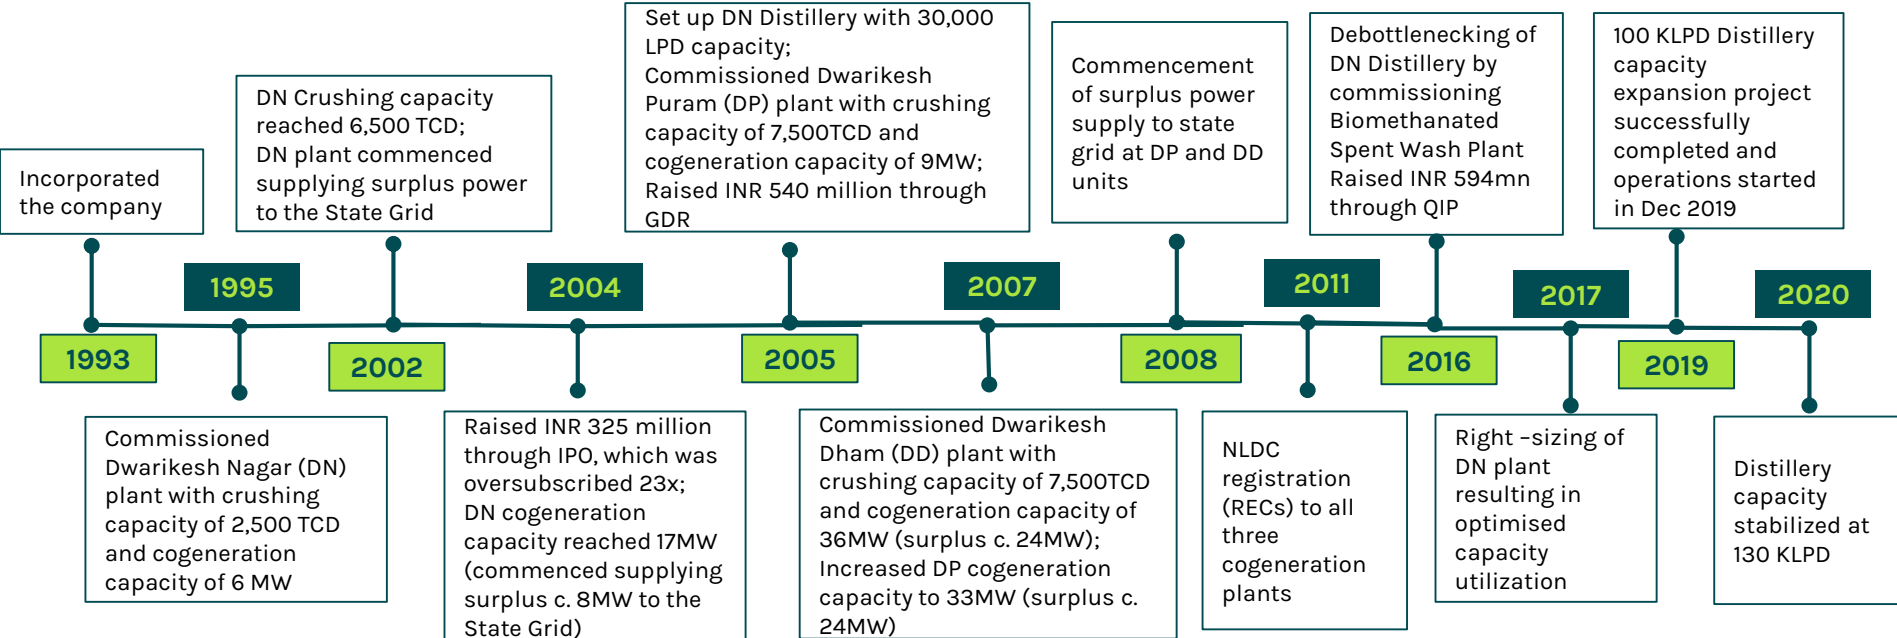 Incorporated
the company
1993
1995
Commissioned
Dwarikesh Nagar (DN)
plant with crushing
capacity of 2,500 TCD
and cogeneration
capacity of 6 MW
DN Crushing capacity
reached 6,500 TCD;
DN plant commenced
supplying surplus power
to the State Grid
2002
2004
Raised INR 325 million
through IPO, which was
oversubscribed 23x;
DN cogeneration
capacity reached 17MW
(commenced supplying
surplus c. 8MW to the
State Grid)
Set up DN Distillery with 30,000
LPD capacity;
Commissioned Dwarikesh
Puram (DP) plant with crushing
capacity of 7,500TCD and
cogeneration capacity of 9MW;
Raised INR 540 million through
GDR
2005
2007
Commissioned Dwarikesh
Dham (DD) plant with
crushing capacity of 7,500TCD
and cogeneration capacity of
36MW (surplus c. 24MW);
Increased DP cogeneration
capacity to 33MW (surplus c.
24MW)
Commencement
of surplus power
supply to state
grid at DP and DD
units
2008
2011
NLDC
registration
(RECs) to all
three
cogeneration
plants
Debottlenecking of
DN Distillery by
commissioning
Biomethanated
Spent Wash Plant
Raised INR 594mn
through QIP
2016
2017
Right –sizing of
DN plant
resulting in
optimised
capacity
utilization
100 KLPD Distillery
capacity
expansion project
successfully
completed and
operations started
in Dec 2019
2019
2020
Distillery
capacity
stabilized at
130 KLPD